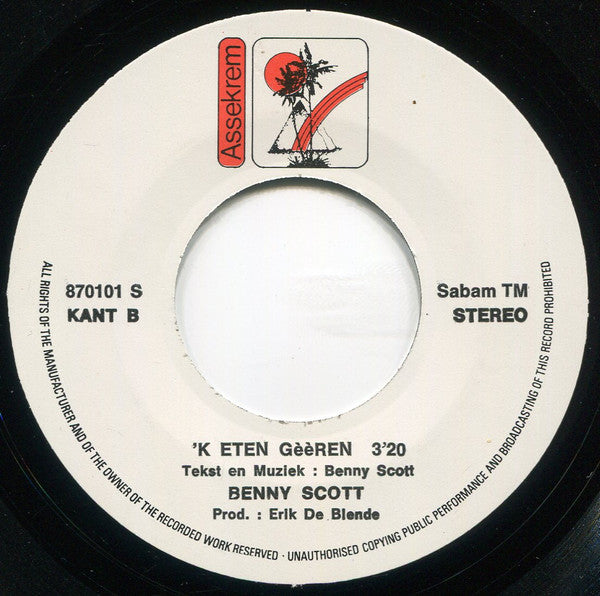 Assekrem
870101 S
KANT B
Sabam TM
STEREO
'K ETEN GèèREN 3'20
Tekst en Muziek : Benny Scott
BENNY SCOTT
Prod. : Erik De Blende
ALL RIGHTS OF THE MANUFACTURER AND OF THE OWNER OF THE RECORDED WORK RESERVED · UNAUTHORISED COPYING PUBLIC PERFORMANCE AND BROADCASTING OF THIS RECORD PROHIBITED